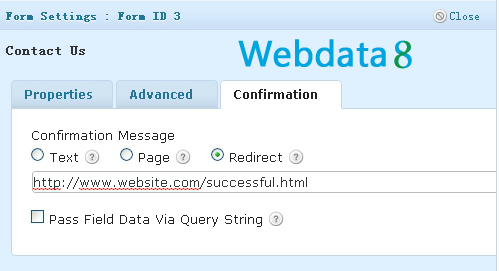 Form Settings : Form ID 3 Close
Contact Us
Webdata 8
Properties Advanced Confirmation
Confirmation Message
Text ? Page ? Redirect ?
http://www.website.com/successful.html
Pass Field Data Via Query String ?